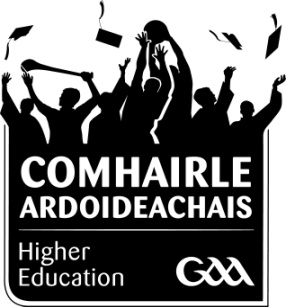 COMHAIRLE
ARDOIDEACHAIS
Higher
Education
GAA